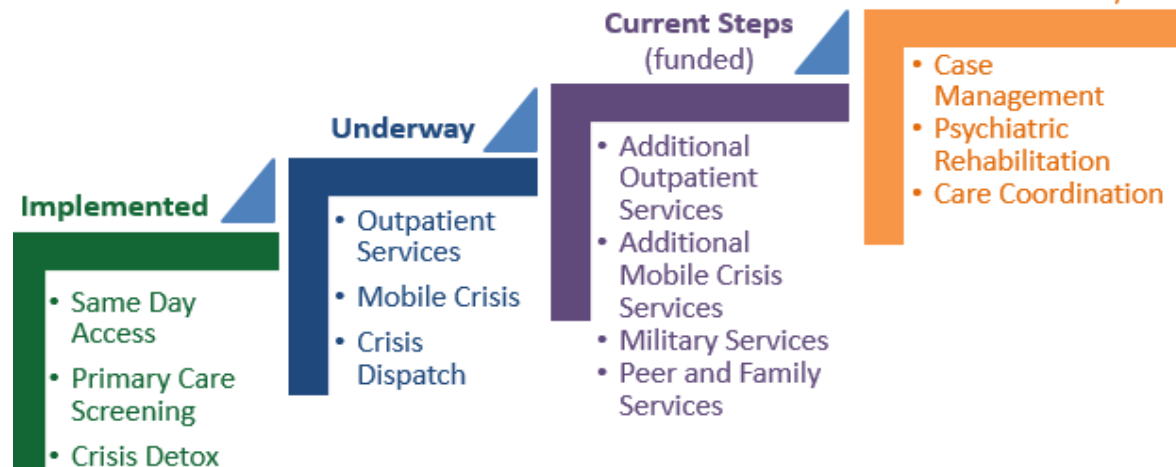 Implemented
• Same Day
Access
• Primary Care
Screening
• Crisis Detox
Underway
• Outpatient
Services
• Mobile Crisis
• Crisis
Dispatch
Current Steps
(funded)
• Additional
Outpatient
Services
• Additional
Mobile Crisis
Services
• Military Services
• Peer and Family
Services
• Case
Management
• Psychiatric
Rehabilitation
• Care Coordination